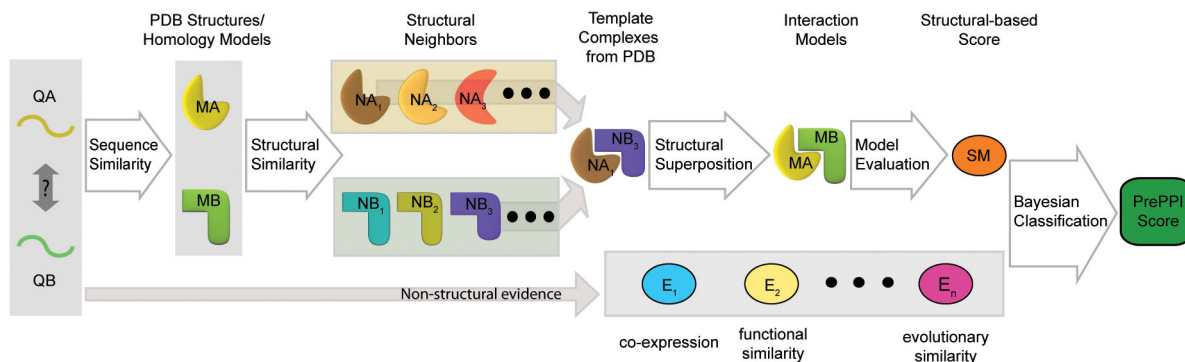 PDB Structures/
Homology Models
Structural
Neighbors
Template
Complexes
from PDB
Interaction
Models
Structural-based
Score
QA
?
QB
Sequence
Similarity
MA
MB
Structural
Similarity
NA₁
NA₂
NA₃
NB₁
NB₂
NB₃
NB₃
NA₁
Structural
Superposition
MB
MA
Model
Evaluation
SM
Bayesian
Classification
PrePPI
Score
Non-structural evidence
E₁
E₂
Eₙ
co-expression
functional
similarity
evolutionary
similarity